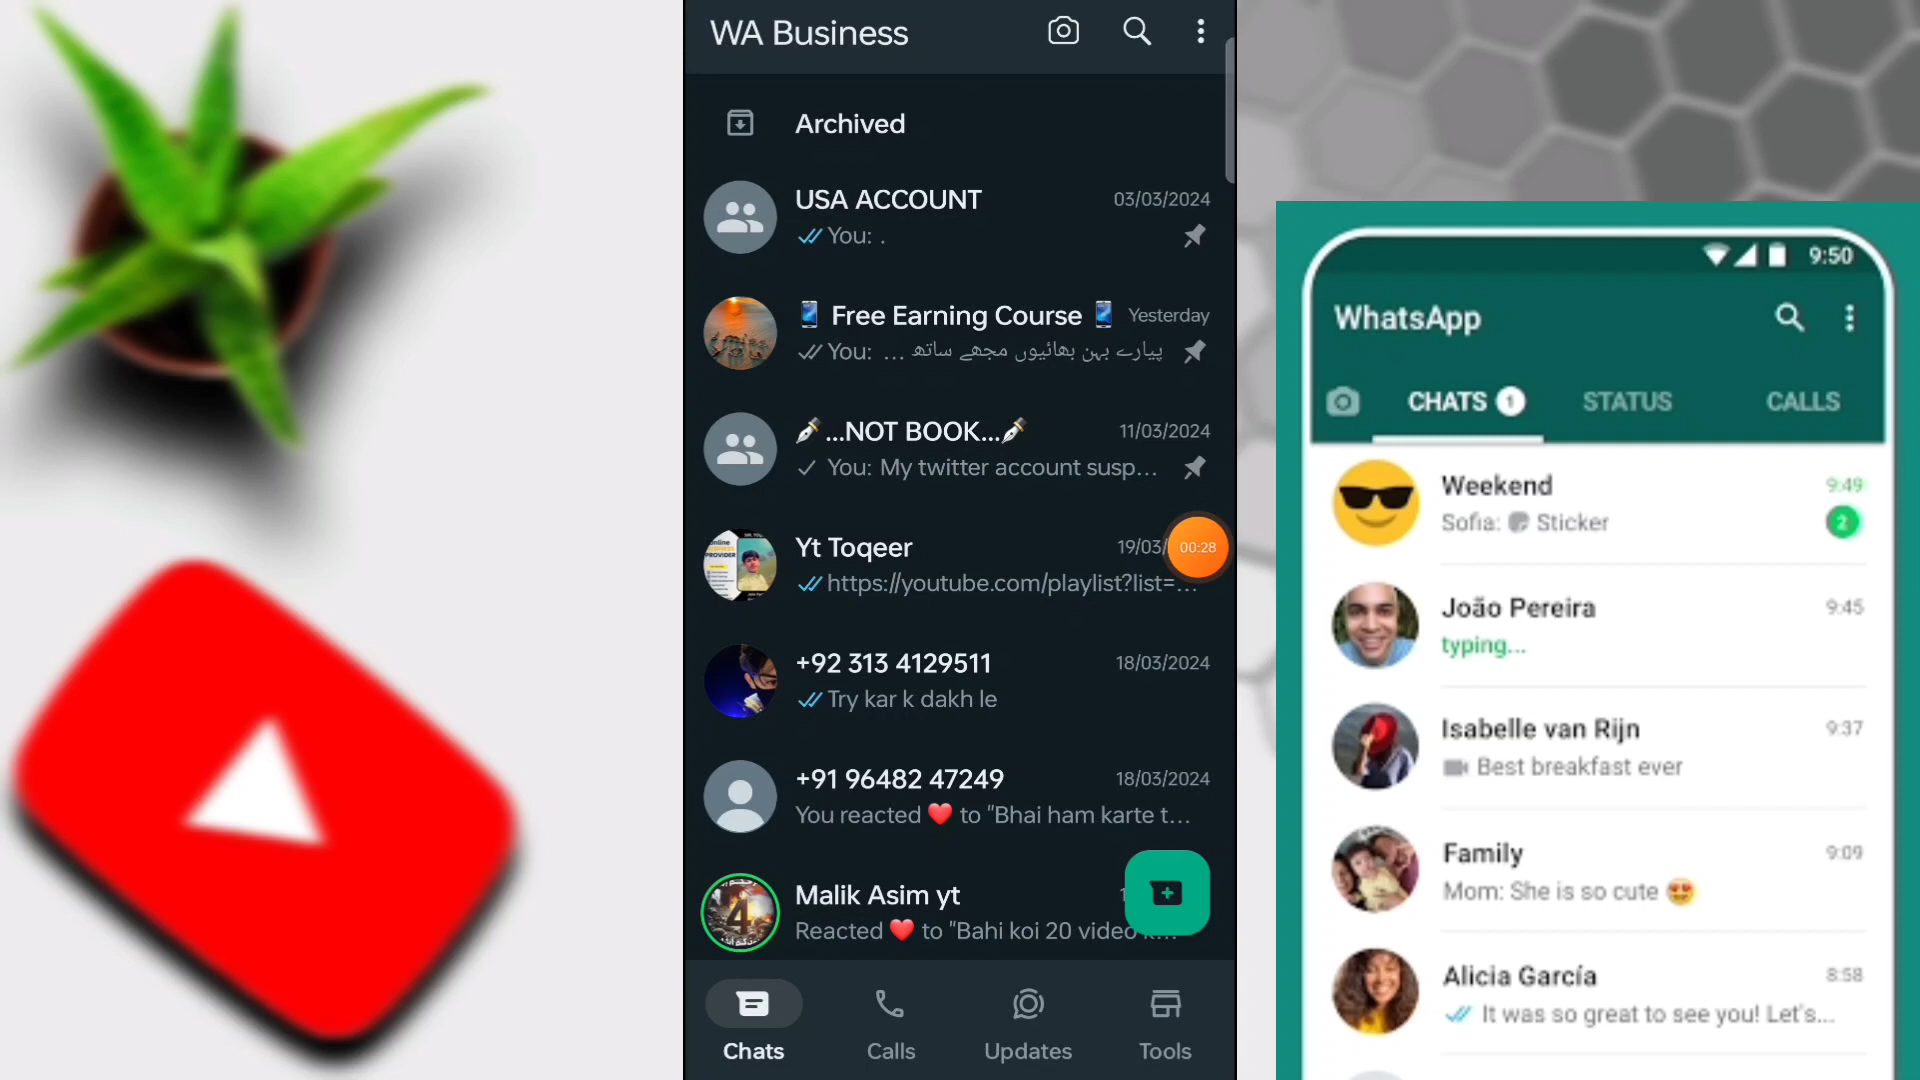 WA Business
Archived
USA ACCOUNT 03/03/2024
You: .
Free Earning Course Yesterday
You: ... پیارے بہن بھائیوں مجھے ساتھ
...NOT BOOK... 11/03/2024
You: My twitter account susp...
Yt Toqeer 19/03/
00:28
https://youtube.com/playlist?list=...
+92 313 4129511 18/03/2024
Try kar k dakh le
+91 96482 47249 18/03/2024
You reacted ❤️ to "Bhai ham karte t...
Malik Asim yt
Reacted ❤️ to "Bahi koi 20 video
Chats Calls Updates Tools
9:50
WhatsApp
CHATS 1 STATUS CALLS
Weekend 9:49
Sofia: Sticker 2
João Pereira 9:45
typing...
Isabelle van Rijn 9:37
Best breakfast ever
Family 9:09
Mom: She is so cute 😍
Alicia García 8:58
It was so great to see you! Let's...